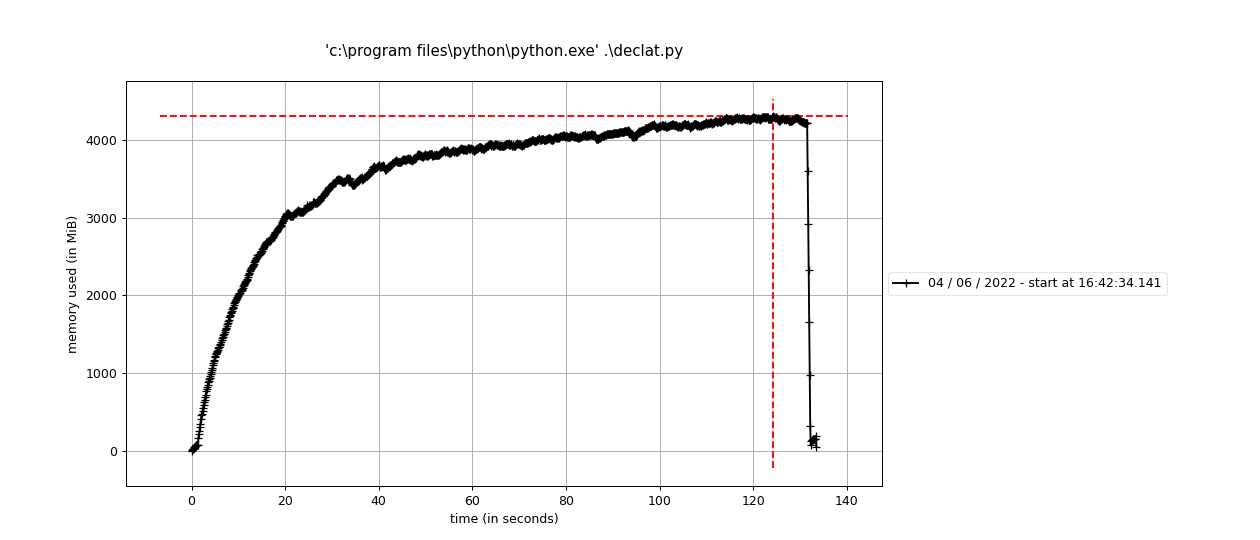 'c:\program files\python\python.exe' .\declat.py
memory used (in MiB)
4000
3000
2000
1000
0
0 20 40 60 80 100 120 140
time (in seconds)
04 / 06 / 2022 - start at 16:42:34.141